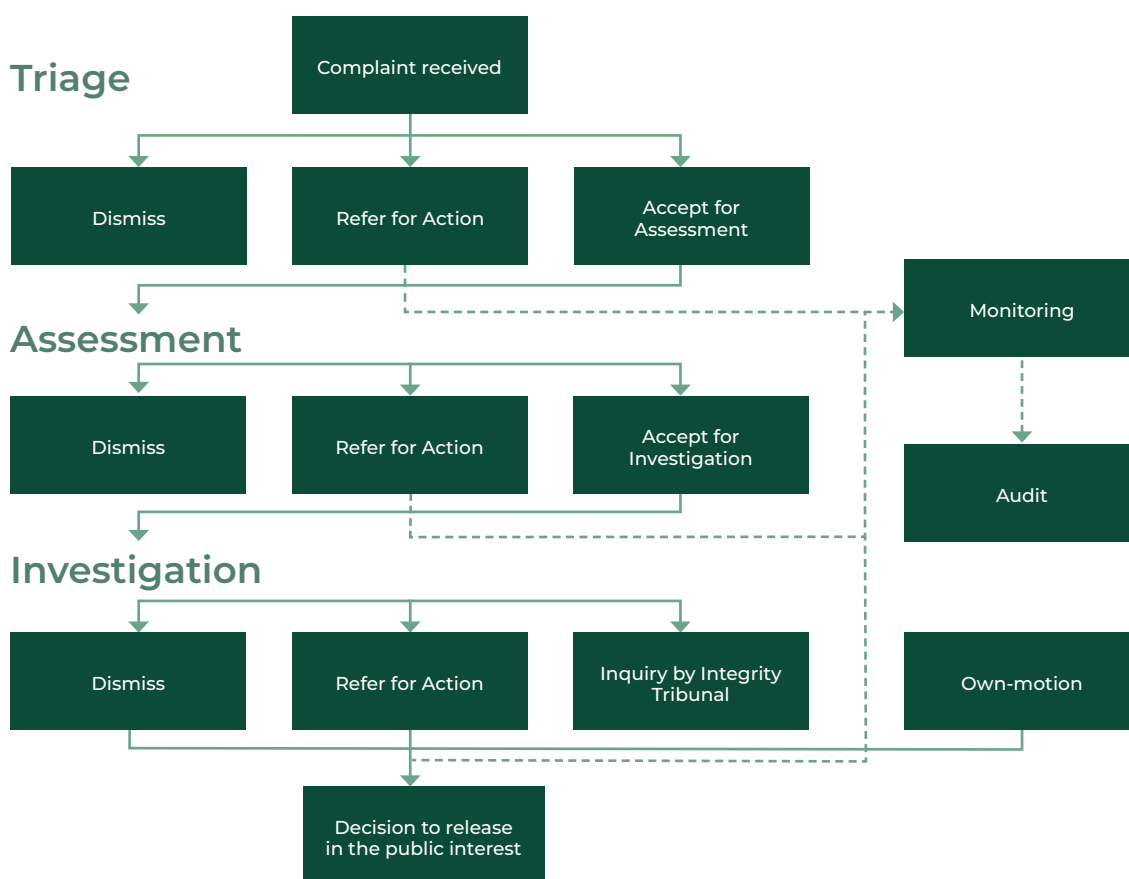 Triage
Complaint received
Dismiss
Refer for Action
Accept for
Assessment
Monitoring
Assessment
Dismiss
Refer for Action
Accept for
Investigation
Audit
Investigation
Dismiss
Refer for Action
Inquiry by Integrity
Tribunal
Own-motion
Decision to release
in the public interest